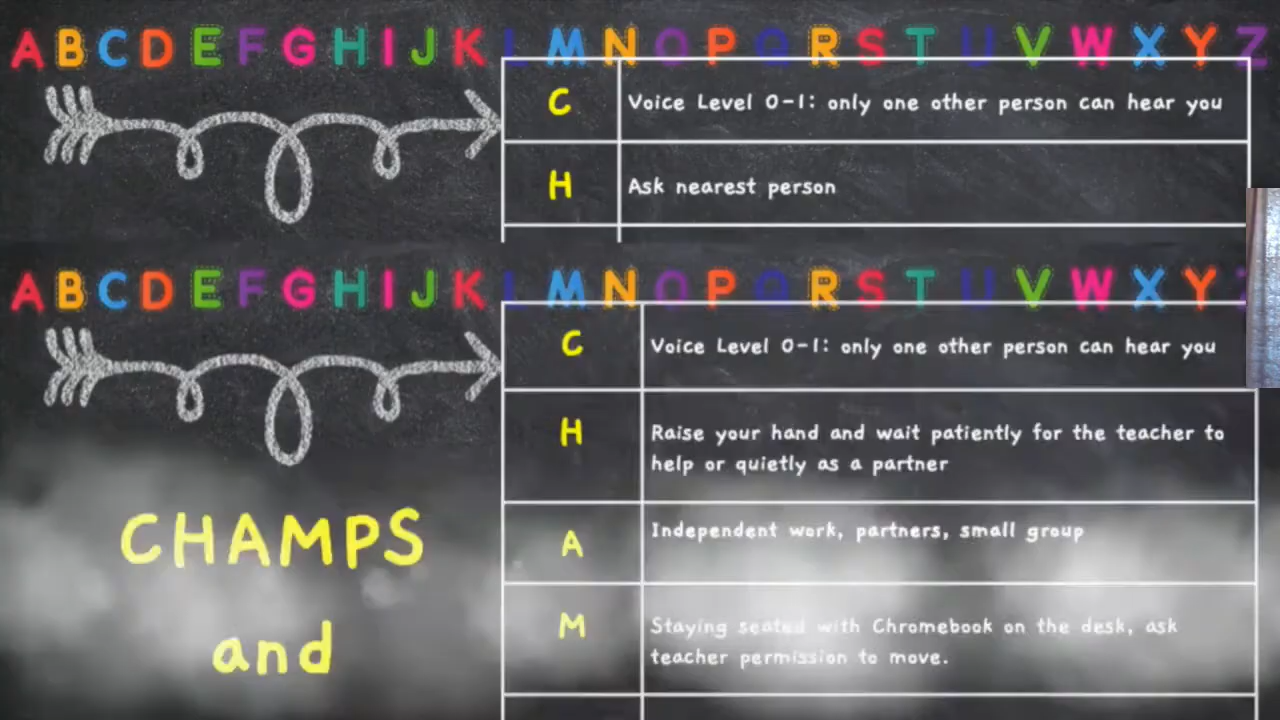 A B C D E F G H I J K L M N O P Q R S T U V W X Y Z
C Voice Level 0-1: only one other person can hear you
H Ask nearest person
A B C D E F G H I J K L M N O P Q R S T U V W X Y Z
C Voice Level 0-1: only one other person can hear you
H Raise your hand and wait patiently for the teacher to
help or quietly as a partner
A Independent work, partners, small group
M Staying seated with Chromebook on the desk, ask
teacher permission to move.
CHAMPS
and